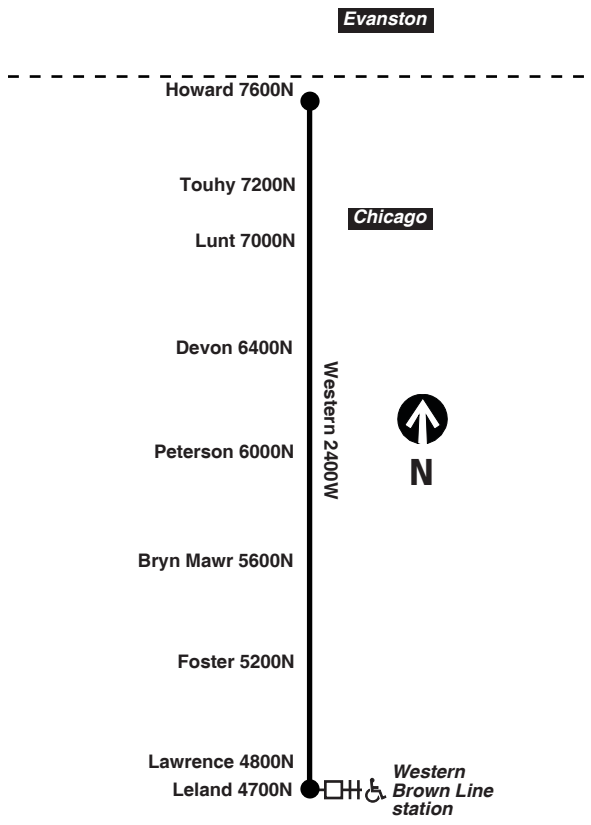 Evanston
Howard 7600N
Touhy 7200N
Chicago
Lunt 7000N
Devon 6400N
Western 2400W
N
Peterson 6000N
Bryn Mawr 5600N
Foster 5200N
Lawrence 4800N
Leland 4700N
Western
Brown Line
station